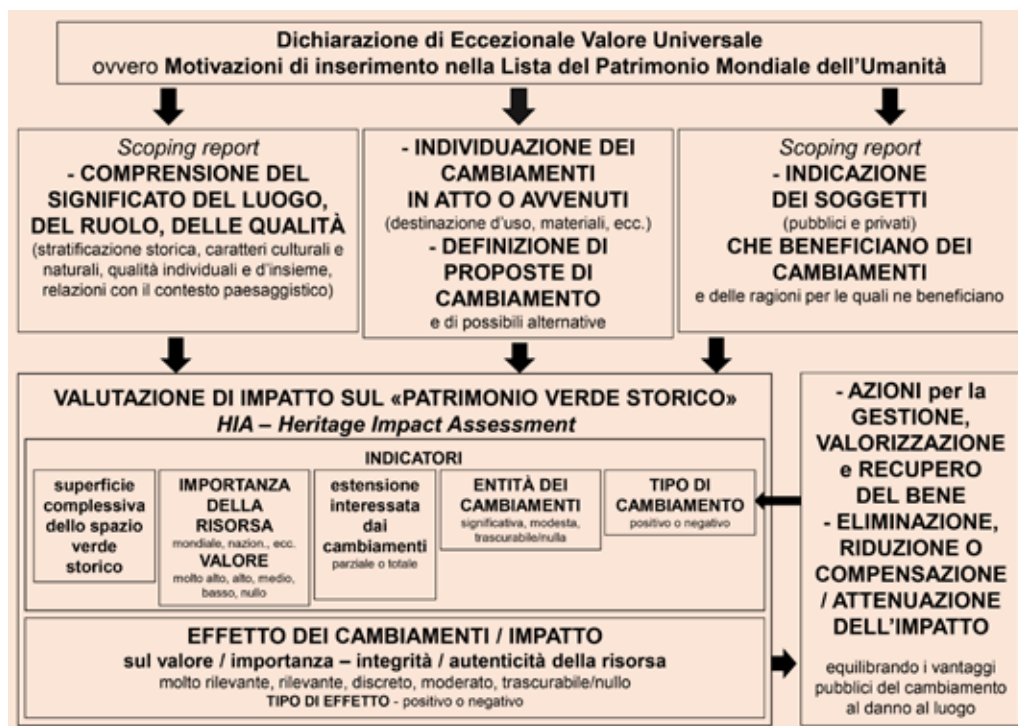 Dichiarazione di Eccezionale Valore Universale
ovvero Motivazioni di inserimento nella Lista del Patrimonio Mondiale dell'Umanità
Scoping report
- COMPRENSIONE DEL
SIGNIFICATO DEL LUOGO,
DEL RUOLO, DELLE QUALITÀ
(stratificazione storica, caratteri culturali e
naturali, qualità individuali e d'insieme,
relazioni con il contesto paesaggistico)
- INDIVIDUAZIONE DEI
CAMBIAMENTI
IN ATTO O AVVENUTI
(destinazione d'uso, materiali, ecc.)
- DEFINIZIONE DI
PROPOSTE DI
CAMBIAMENTO
e di possibili alternative
Scoping report
- INDICAZIONE
DEI SOGGETTI
(pubblici e privati)
CHE BENEFICIANO DEI
CAMBIAMENTI
e delle ragioni per le quali ne beneficiano
VALUTAZIONE DI IMPATTO SUL «PATRIMONIO VERDE STORICO»
HIA – Heritage Impact Assessment
INDICATORI
superficie
complessiva
dello spazio
verde
storico
IMPORTANZA
DELLA
RISORSA
mondiale, nazion., ecc.
VALORE
molto alto, alto, medio,
basso, nullo
estensione
interessata
dai
cambiamenti
parziale o totale
ENTITÀ DEI
CAMBIAMENTI
significativa, modesta,
trascurabile/nulla
TIPO DI
CAMBIAMENTO
positivo o negativo
EFFETTO DEI CAMBIAMENTI / IMPATTO
sul valore / importanza – integrità / autenticità della risorsa
molto rilevante, rilevante, discreto, moderato, trascurabile/nullo
TIPO DI EFFETTO - positivo o negativo
- AZIONI per la
GESTIONE,
VALORIZZAZIONE
e RECUPERO
DEL BENE
- ELIMINAZIONE,
RIDUZIONE O
COMPENSAZIONE
/ ATTENUAZIONE
DELL'IMPATTO
equilibrando i vantaggi
pubblici del cambiamento
al danno al luogo